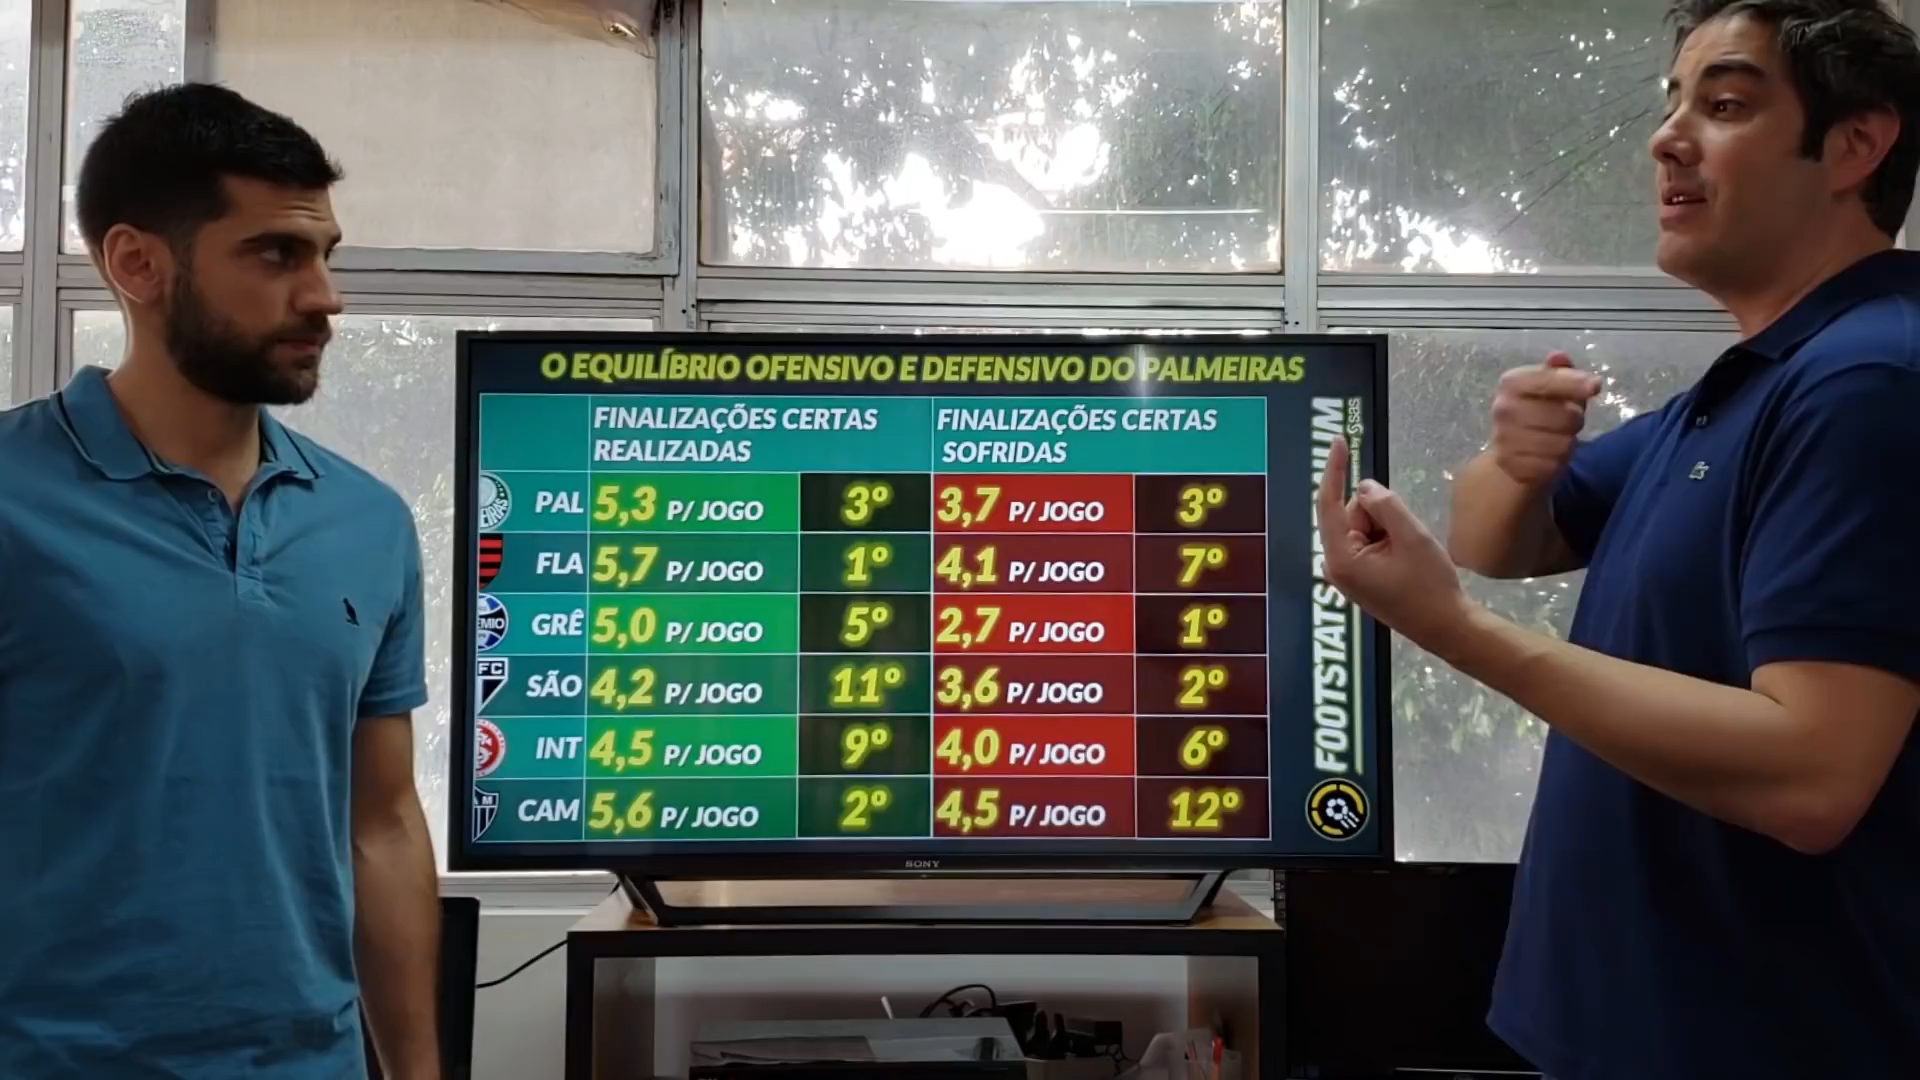 O EQUILÍBRIO OFENSIVO E DEFENSIVO DO PALMEIRAS
FINALIZAÇÕES CERTAS REALIZADAS
FINALIZAÇÕES CERTAS SOFRIDAS
PAL 5,3 P/ JOGO 3º 3,7 P/ JOGO 3º
FLA 5,7 P/ JOGO 1º 4,1 P/ JOGO 7º
GRÊ 5,0 P/ JOGO 5º 2,7 P/ JOGO 1º
SÃO 4,2 P/ JOGO 11º 3,6 P/ JOGO 2º
INT 4,5 P/ JOGO 9º 4,0 P/ JOGO 6º
CAM 5,6 P/ JOGO 2º 4,5 P/ JOGO 12º
FOOTSTATS
powered by sas
SONY